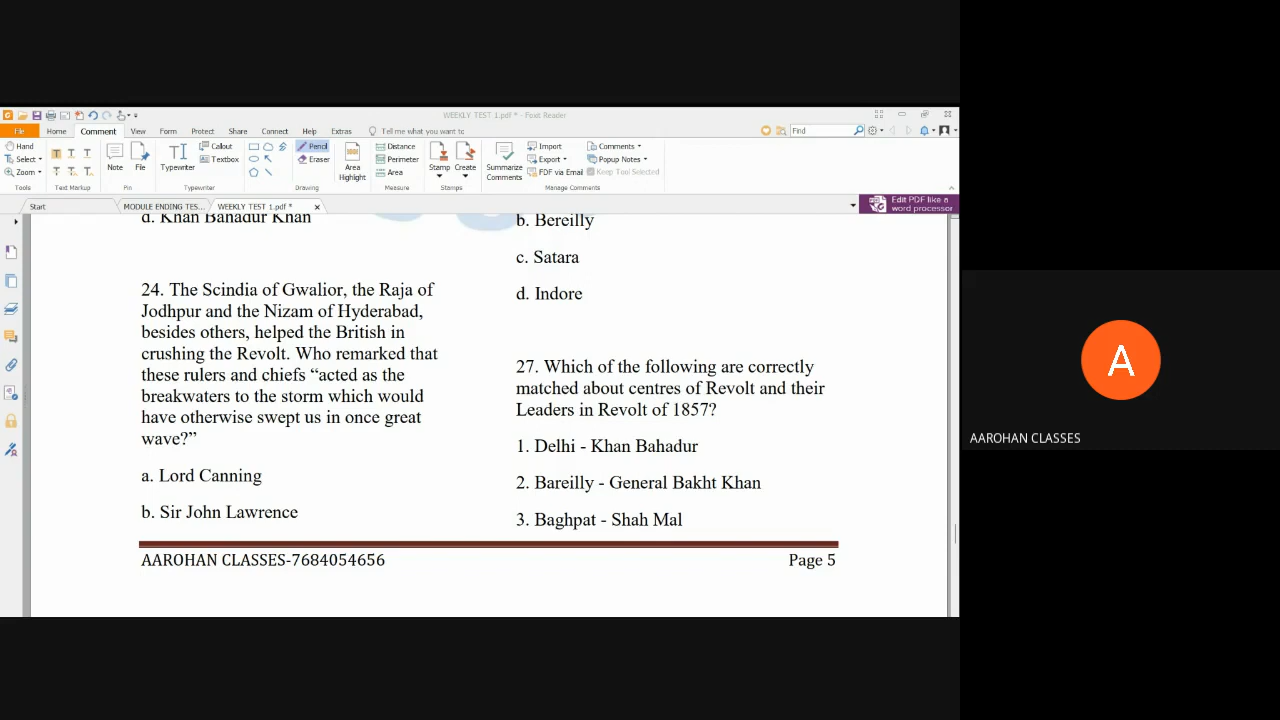 WEEKLY TEST 1.pdf * - Foxit Reader
File Home Comment View Form Protect Share Connect Help Extras Tell me what you want to Find
Hand
Select
Zoom
Tools
Text Markup
Note
File
Pin
Typewriter
Callout
Textbox
Typewriter
Pencil
Eraser
Drawing
Area
Highlight
Distance
Perimeter
Area
Measure
Stamp
Create
Stamps
Summarize
Comments
Import
Export
FDF via Email
Comments
Popup Notes
Keep Tool Selected
Manage Comments
Start MODULE ENDING TES... WEEKLY TEST 1.pdf *
Edit PDF like a
word processor
d. Khan Bahadur Khan
24. The Scindia of Gwalior, the Raja of
Jodhpur and the Nizam of Hyderabad,
besides others, helped the British in
crushing the Revolt. Who remarked that
these rulers and chiefs “acted as the
breakwaters to the storm which would
have otherwise swept us in once great
wave?”
a. Lord Canning
b. Sir John Lawrence
b. Bereilly
c. Satara
d. Indore
27. Which of the following are correctly
matched about centres of Revolt and their
Leaders in Revolt of 1857?
1. Delhi - Khan Bahadur
2. Bareilly - General Bakht Khan
3. Baghpat - Shah Mal
AAROHAN CLASSES-7684054656 Page 5
A
AAROHAN CLASSES